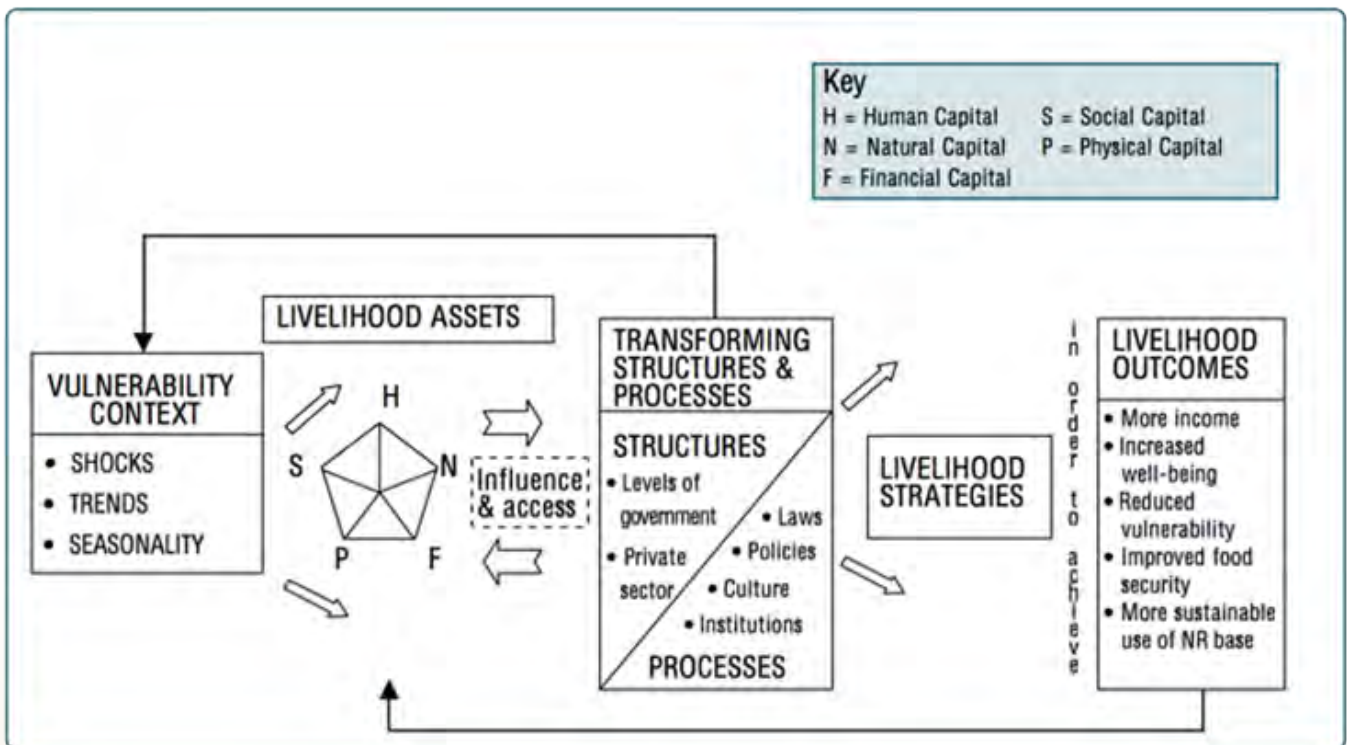 Key
H = Human Capital S = Social Capital
N = Natural Capital P = Physical Capital
F = Financial Capital
LIVELIHOOD ASSETS
VULNERABILITY
CONTEXT
• SHOCKS
• TRENDS
• SEASONALITY
H
S
N
P
F
Influence
& access
TRANSFORMING
STRUCTURES &
PROCESSES
STRUCTURES
• Levels of
government
• Private
sector
• Laws
• Policies
• Culture
• Institutions
PROCESSES
LIVELIHOOD
STRATEGIES
in order to achieve
LIVELIHOOD
OUTCOMES
• More income
• Increased
well-being
• Reduced
vulnerability
• Improved food
security
• More sustainable
use of NR base